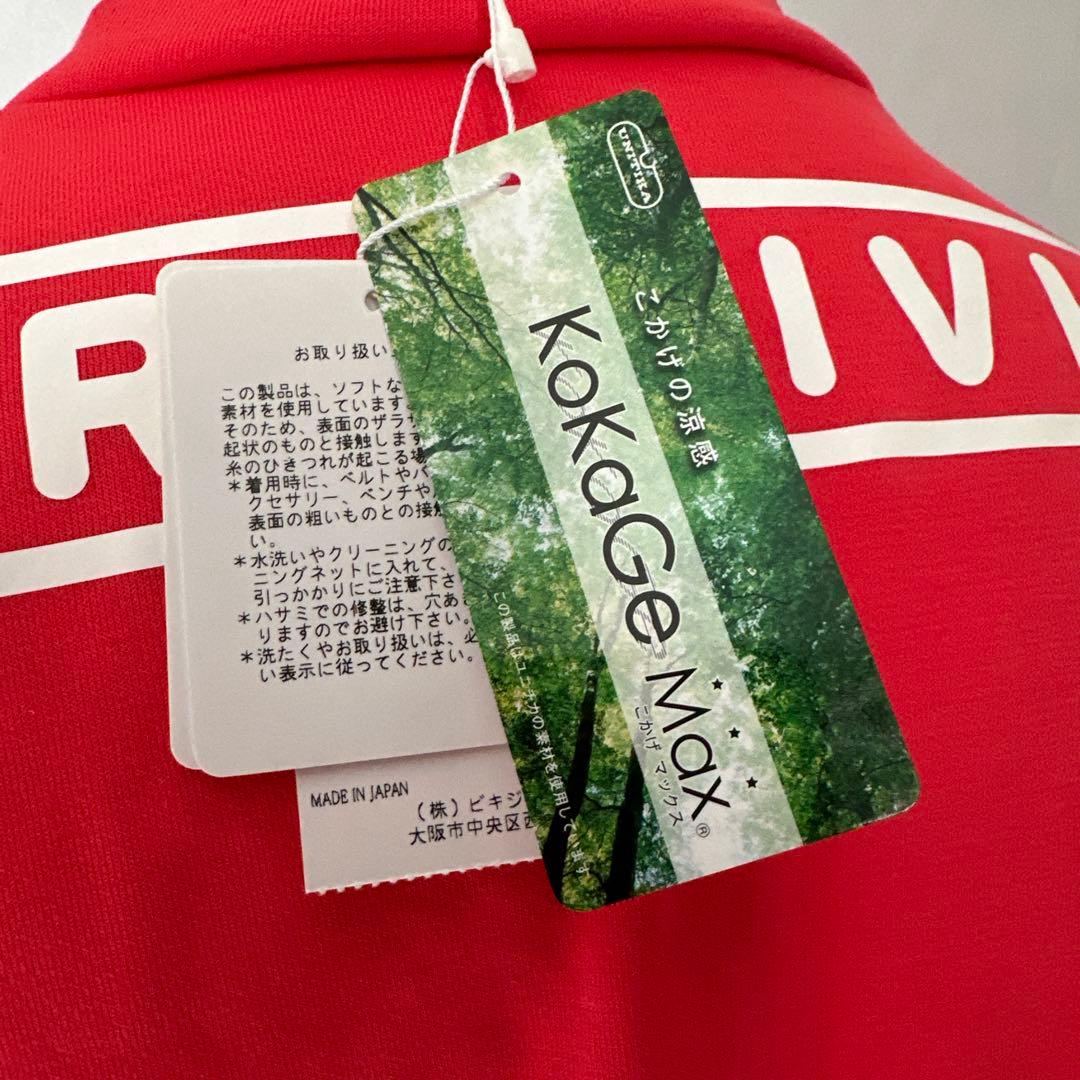 UNITIKA
こかげの涼感
KoKaGe Max®
こかげ マックス
この製品はユニチカの素材を使用しています
R
IVI
お取り扱い
この製品は、ソフトな
素材を使用しています。
そのため、表面のザラ
起状のものと接触します
糸のひきつれが起こる場
＊着用時に、ベルトやバ
クセサリー、ベンチや
表面の粗いものとの接触
い。
＊水洗いやクリーニングの
ニングネットに入れて、
引っかかりにご注意下さ
＊ハサミでの修整は、穴あ
りますのでお避け下さい。
＊洗たくやお取り扱いは、必
い表示に従ってください。
MADE IN JAPAN
（株）ビキジ
大阪市中央区